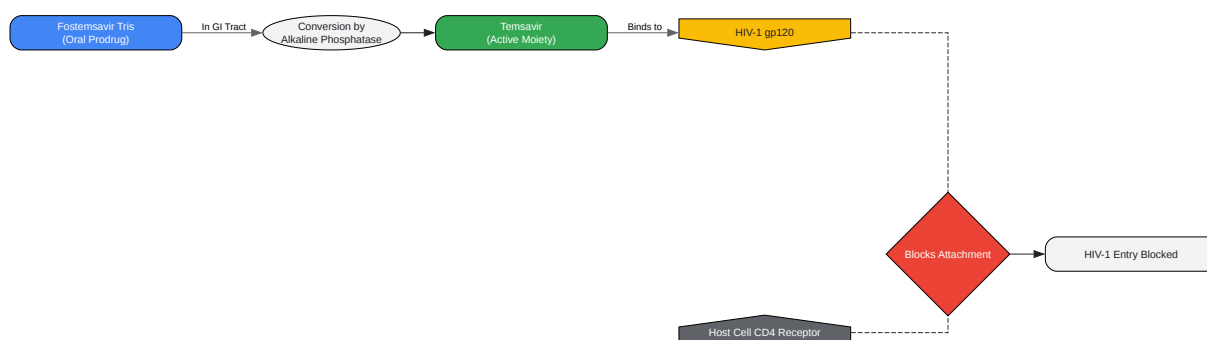 Fostemsavir Tris
(Oral Prodrug)
In GI Tract
Conversion by
Alkaline Phosphatase
Temsavir
(Active Moiety)
Binds to
HIV-1 gp120
Blocks Attachment
HIV-1 Entry Blocked
Host Cell CD4 Receptor